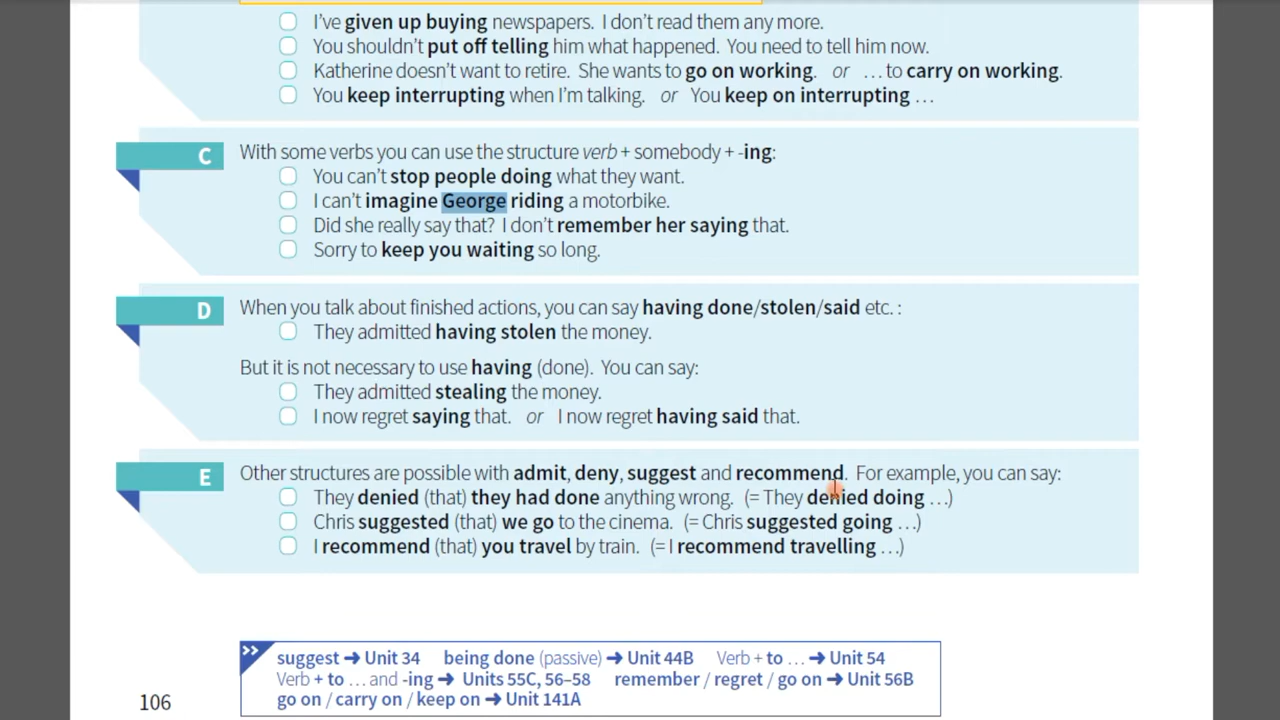 I've given up buying newspapers. I don't read them any more.
You shouldn't put off telling him what happened. You need to tell him now.
Katherine doesn't want to retire. She wants to go on working. or … to carry on working.
You keep interrupting when I'm talking. or You keep on interrupting …
C
With some verbs you can use the structure verb + somebody + -ing:
You can't stop people doing what they want.
I can't imagine George riding a motorbike.
Did she really say that? I don't remember her saying that.
Sorry to keep you waiting so long.
D
When you talk about finished actions, you can say having done/stolen/said etc. :
They admitted having stolen the money.
But it is not necessary to use having (done). You can say:
They admitted stealing the money.
I now regret saying that. or I now regret having said that.
E
Other structures are possible with admit, deny, suggest and recommend. For example, you can say:
They denied (that) they had done anything wrong. (= They denied doing …)
Chris suggested (that) we go to the cinema. (= Chris suggested going …)
I recommend (that) you travel by train. (= I recommend travelling …)
suggest ➜ Unit 34 being done (passive) ➜ Unit 44B Verb + to … ➜ Unit 54
Verb + to … and -ing ➜ Units 55C, 56–58 remember / regret / go on ➜ Unit 56B
go on / carry on / keep on ➜ Unit 141A
106